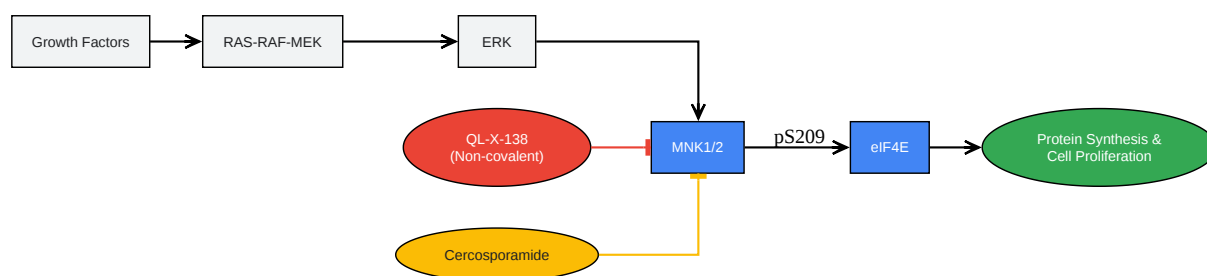 Growth Factors
RAS-RAF-MEK
ERK
QL-X-138
(Non-covalent)
MNK1/2
pS209
eIF4E
Protein Synthesis &
Cell Proliferation
Cercosporamide